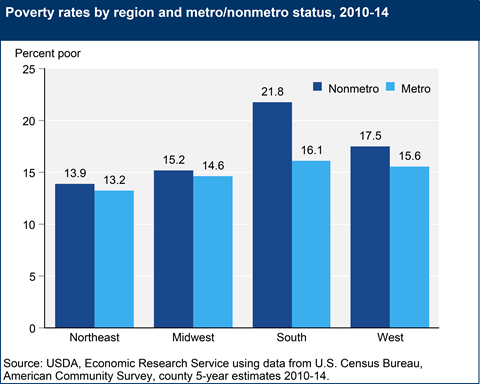 Poverty rates by region and metro/nonmetro status, 2010-14
Percent poor
25
20
15
10
5
0
Nonmetro Metro
13.9 13.2
15.2 14.6
21.8 16.1
17.5 15.6
Northeast Midwest South West
Source: USDA, Economic Research Service using data from U.S. Census Bureau,
American Community Survey, county 5-year estimates 2010-14.